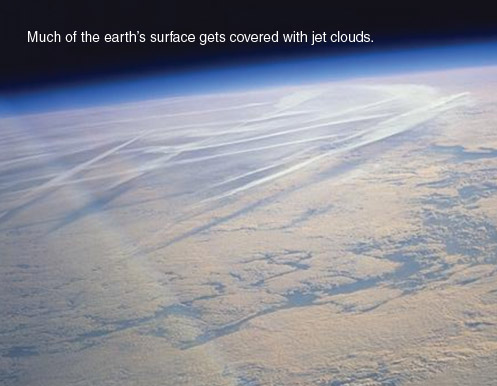 Much of the earth's surface gets covered with jet clouds.